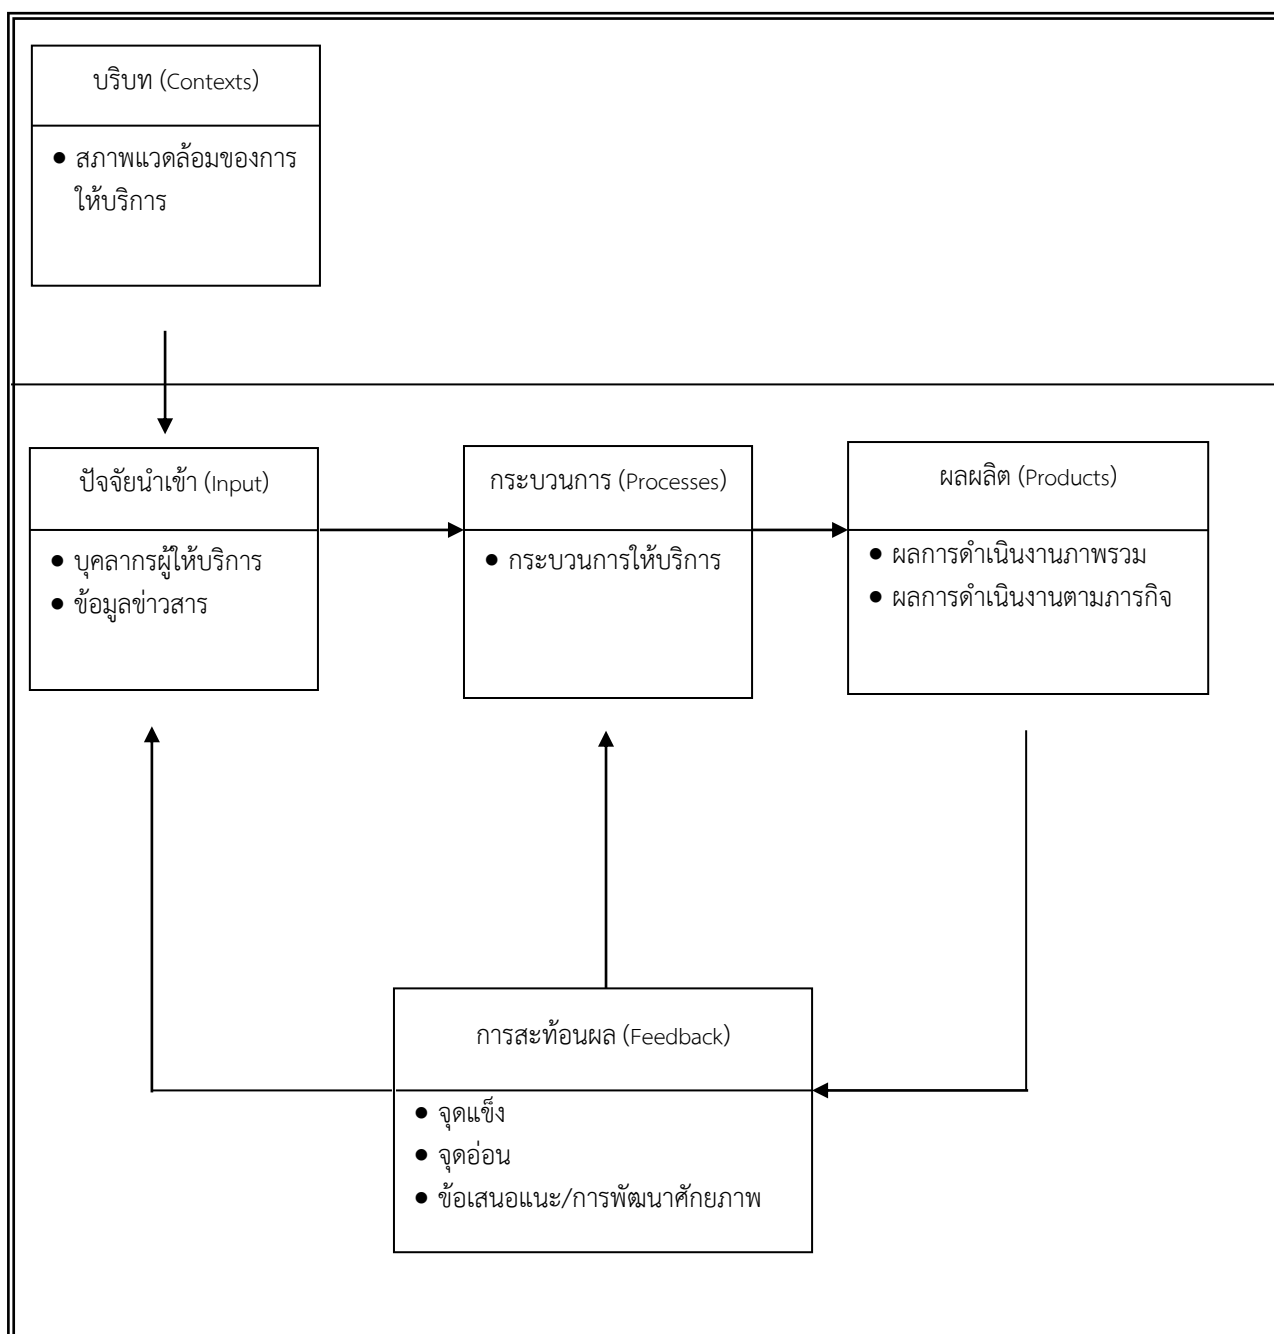 บริบท (Contexts)
● สภาพแวดล้อมของการ
ให้บริการ
ปัจจัยนำเข้า (Input)
● บุคลากรผู้ให้บริการ
● ข้อมูลข่าวสาร
กระบวนการ (Processes)
● กระบวนการให้บริการ
ผลผลิต (Products)
● ผลการดำเนินงานภาพรวม
● ผลการดำเนินงานตามภารกิจ
การสะท้อนผล (Feedback)
● จุดแข็ง
● จุดอ่อน
● ข้อเสนอแนะ/การพัฒนาศักยภาพ